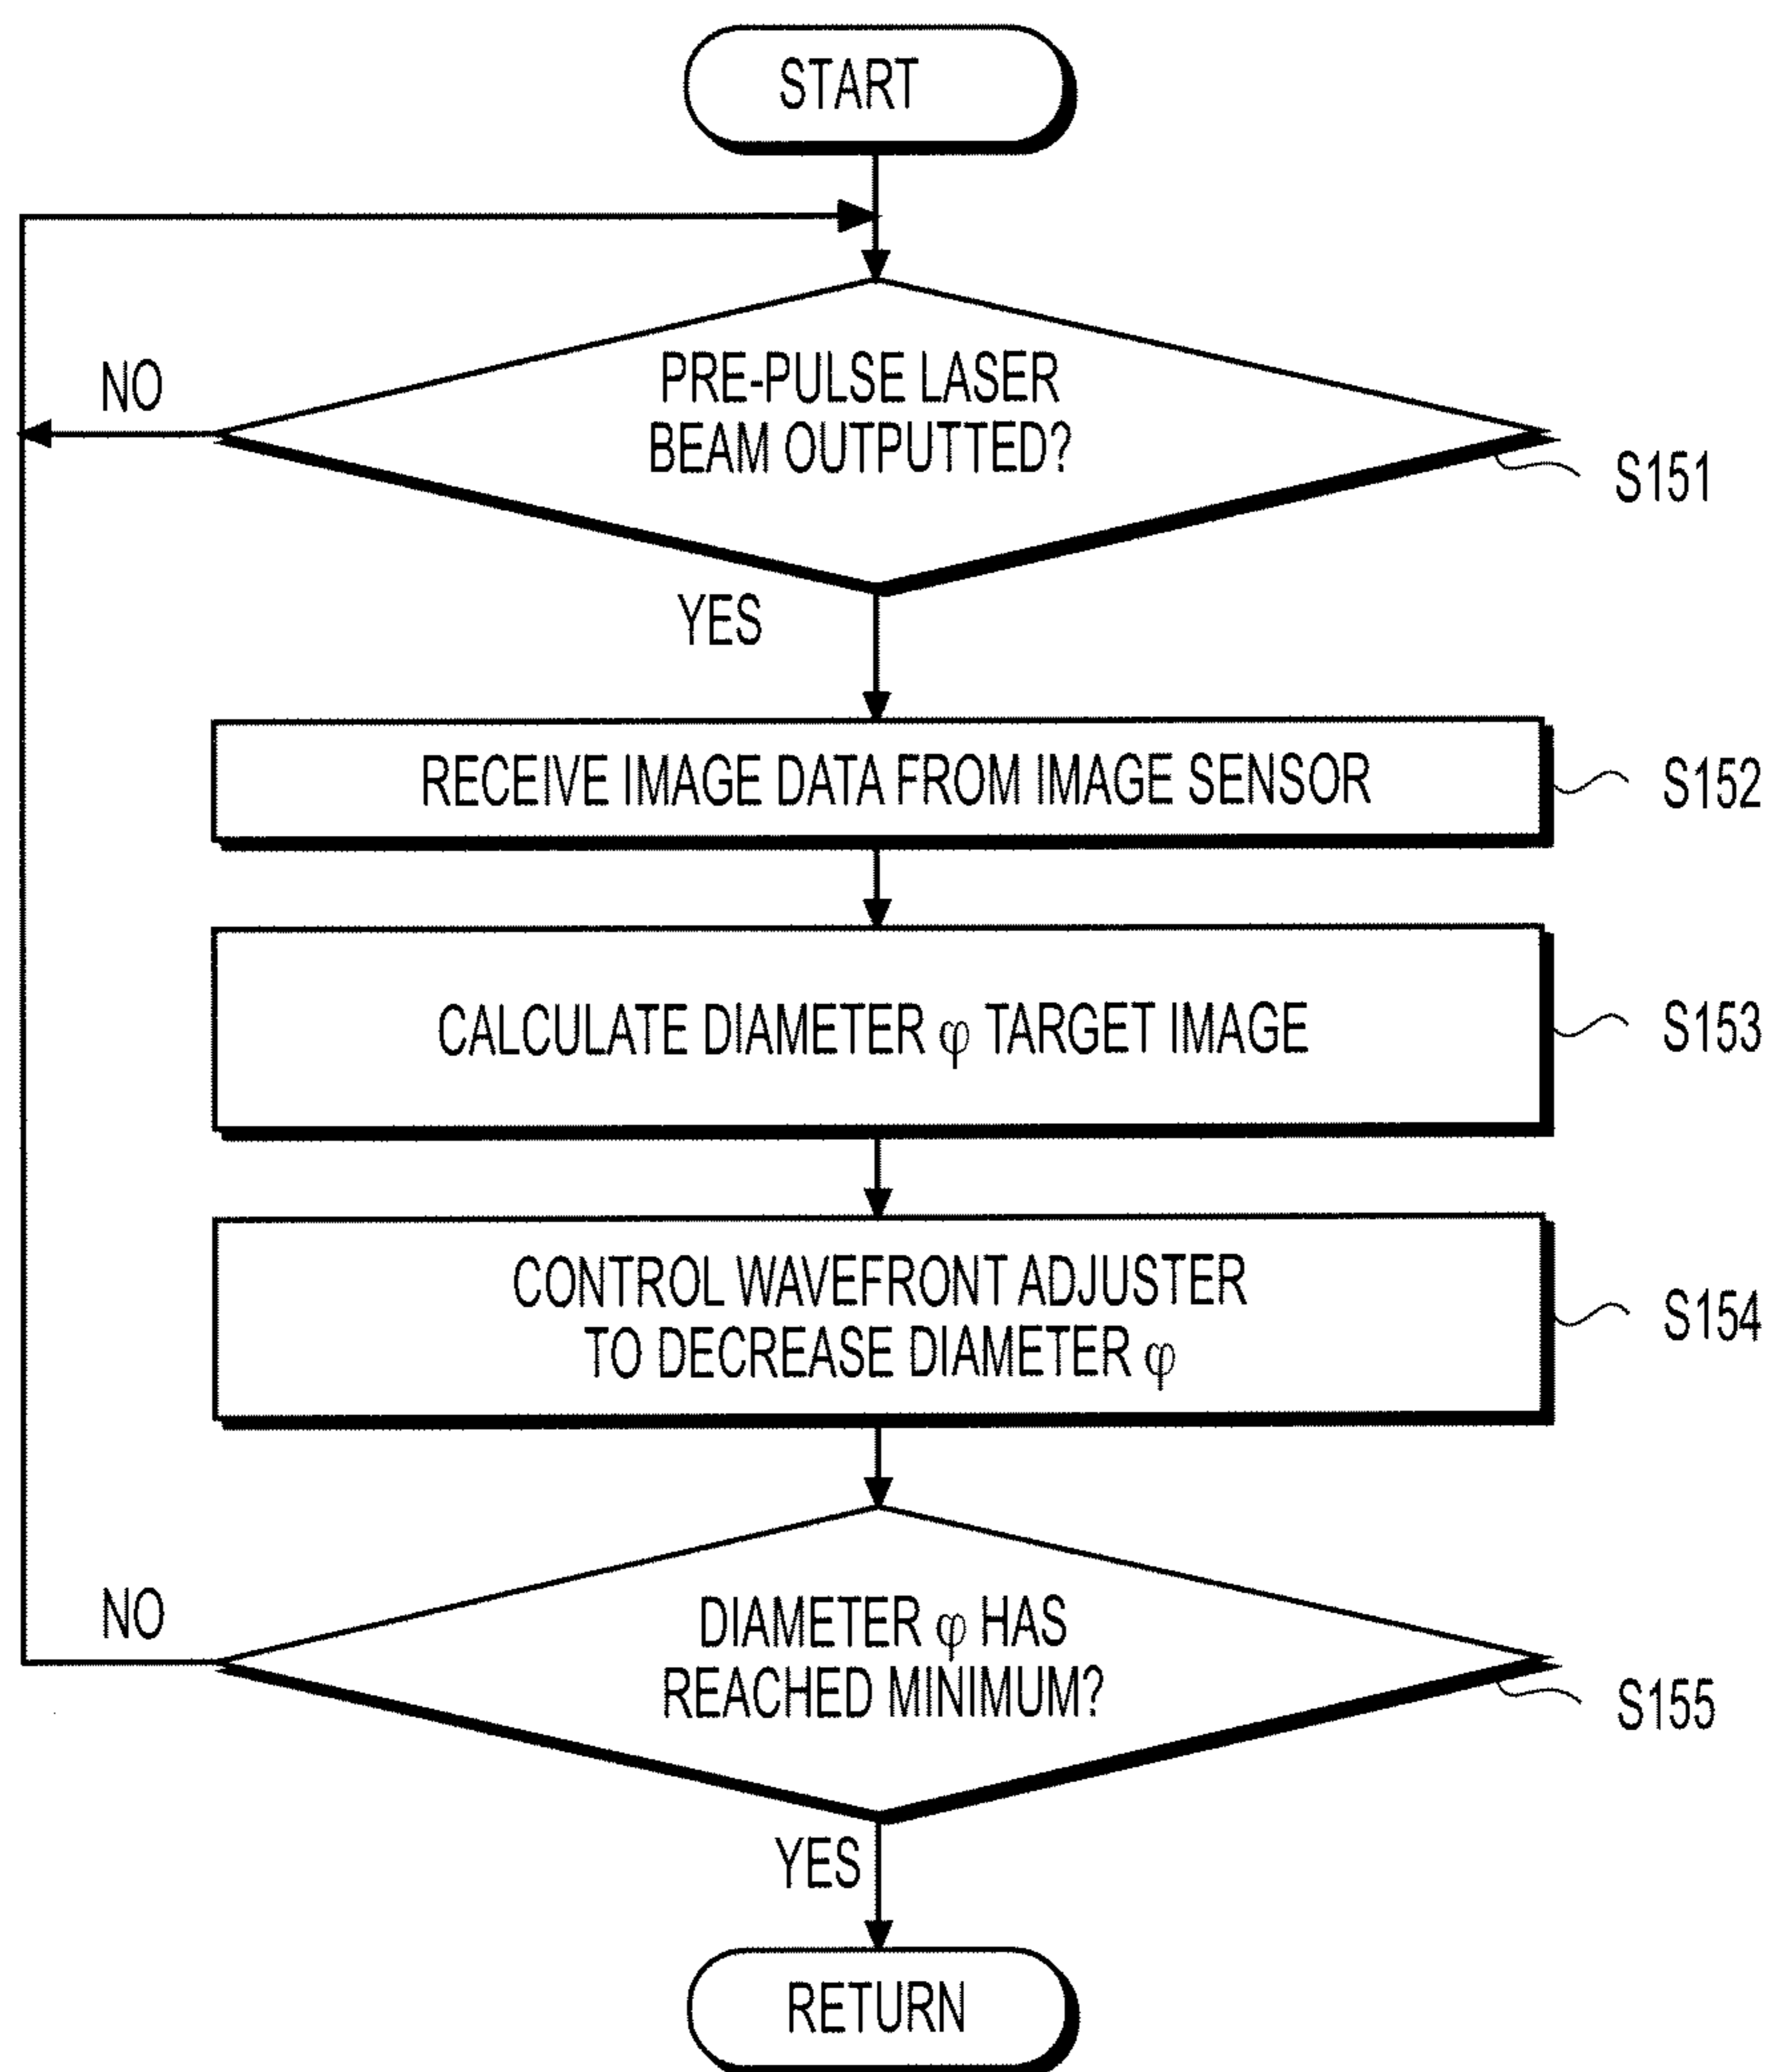 START
PRE-PULSE LASER
BEAM OUTPUTTED?
NO
S151
YES
RECEIVE IMAGE DATA FROM IMAGE SENSOR
S152
CALCULATE DIAMETER φ TARGET IMAGE
S153
CONTROL WAVEFRONT ADJUSTER
TO DECREASE DIAMETER φ
S154
DIAMETER φ HAS
REACHED MINIMUM?
NO
S155
YES
RETURN